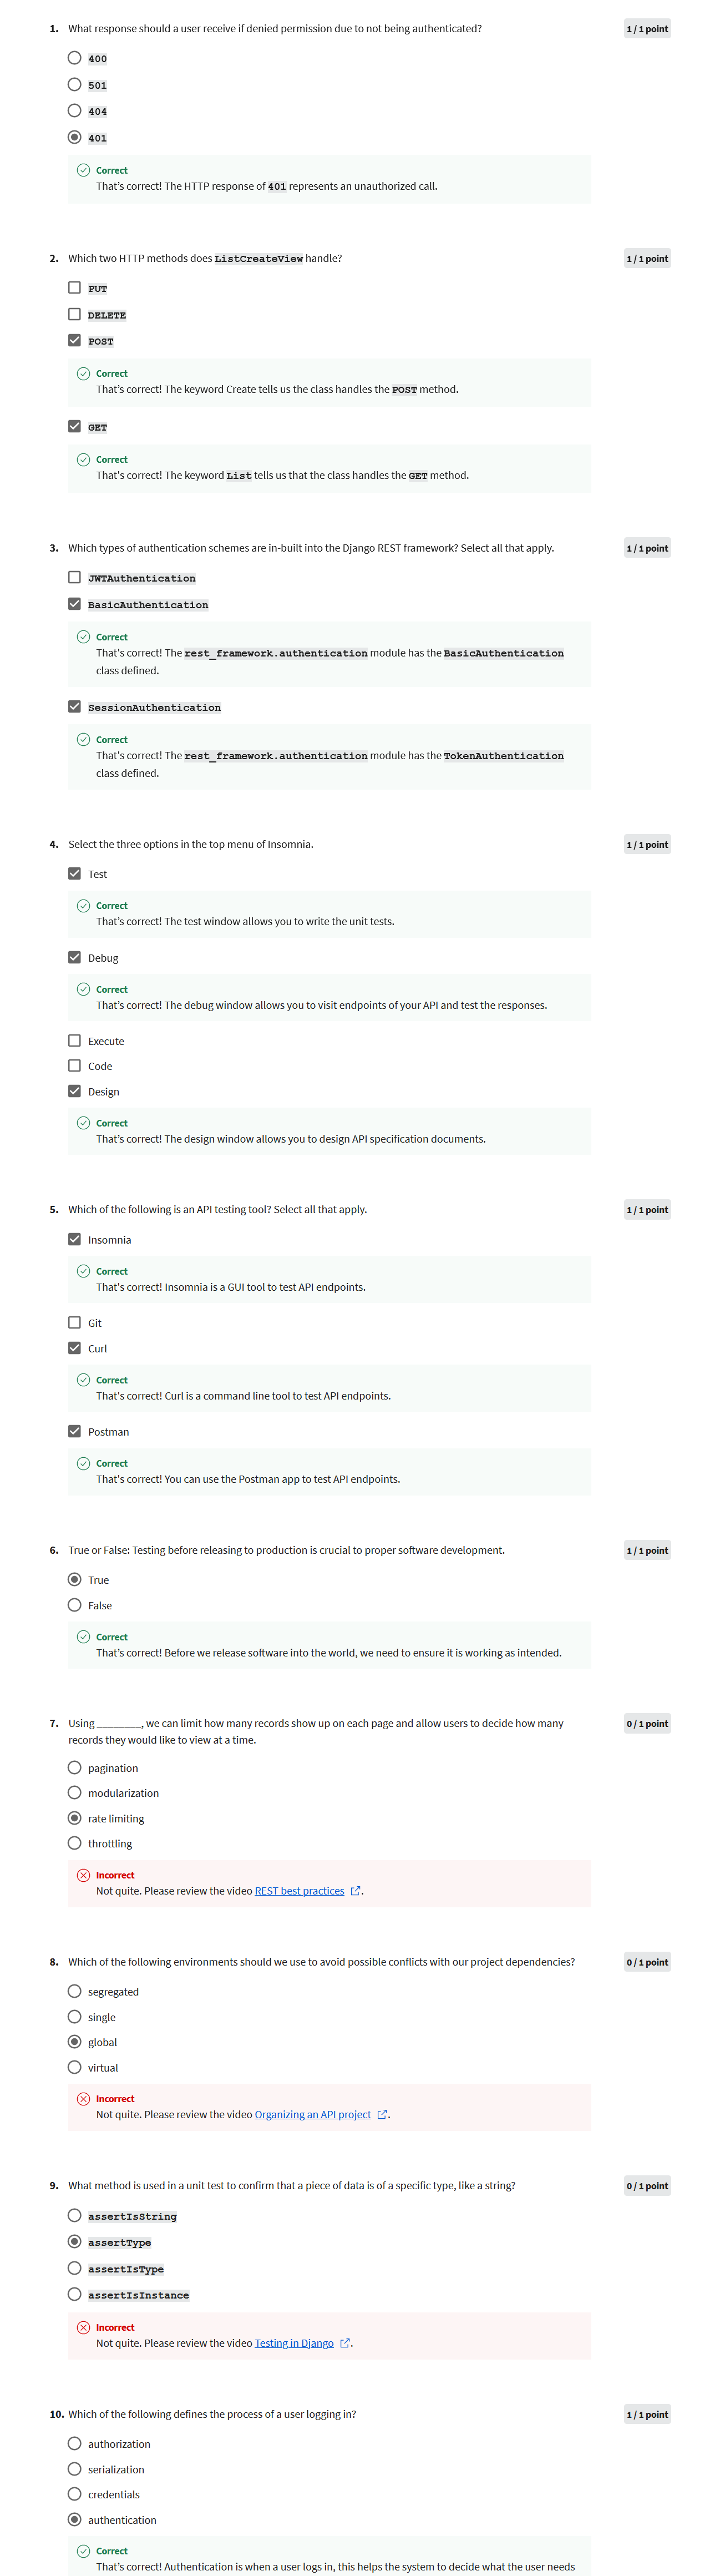 1. What response should a user receive if denied permission due to not being authenticated?
1 / 1 point
400
501
404
401
Correct
That's correct! The HTTP response of 401 represents an unauthorized call.
2. Which two HTTP methods does ListCreateView handle?
1 / 1 point
PUT
DELETE
POST
Correct
That's correct! The keyword Create tells us the class handles the POST method.
GET
Correct
That's correct! The keyword List tells us that the class handles the GET method.
3. Which types of authentication schemes are in-built into the Django REST framework? Select all that apply.
1 / 1 point
JWTAuthentication
BasicAuthentication
Correct
That's correct! The rest_framework.authentication module has the BasicAuthentication
class defined.
SessionAuthentication
Correct
That's correct! The rest_framework.authentication module has the TokenAuthentication
class defined.
4. Select the three options in the top menu of Insomnia.
1 / 1 point
Test
Correct
That's correct! The test window allows you to write the unit tests.
Debug
Correct
That's correct! The debug window allows you to visit endpoints of your API and test the responses.
Execute
Code
Design
Correct
That's correct! The design window allows you to design API specification documents.
5. Which of the following is an API testing tool? Select all that apply.
1 / 1 point
Insomnia
Correct
That's correct! Insomnia is a GUI tool to test API endpoints.
Git
Curl
Correct
That's correct! Curl is a command line tool to test API endpoints.
Postman
Correct
That's correct! You can use the Postman app to test API endpoints.
6. True or False: Testing before releasing to production is crucial to proper software development.
1 / 1 point
True
False
Correct
That's correct! Before we release software into the world, we need to ensure it is working as intended.
7. Using ________, we can limit how many records show up on each page and allow users to decide how many
records they would like to view at a time.
0 / 1 point
pagination
modularization
rate limiting
throttling
Incorrect
Not quite. Please review the video REST best practices.
8. Which of the following environments should we use to avoid possible conflicts with our project dependencies?
0 / 1 point
segregated
single
global
virtual
Incorrect
Not quite. Please review the video Organizing an API project.
9. What method is used in a unit test to confirm that a piece of data is of a specific type, like a string?
0 / 1 point
assertIsString
assertType
assertIsType
assertIsInstance
Incorrect
Not quite. Please review the video Testing in Django.
10. Which of the following defines the process of a user logging in?
1 / 1 point
authorization
serialization
credentials
authentication
Correct
That's correct! Authentication is when a user logs in, this helps the system to decide what the user needs